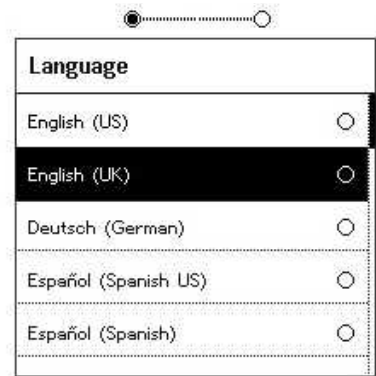 Language
English (US)
English (UK)
Deutsch (German)
Español (Spanish US)
Español (Spanish)